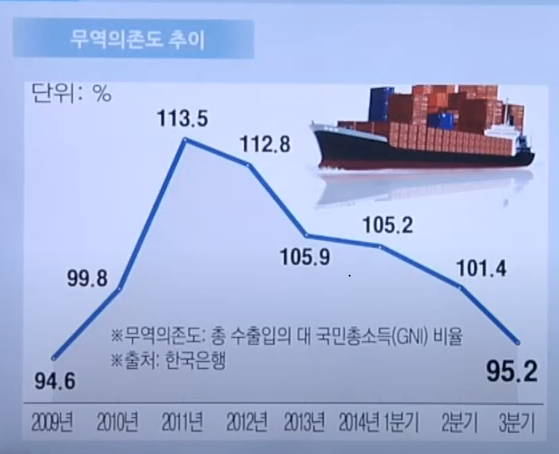 무역의존도 추이
단위: %
113.5
112.8
105.9
105.2
99.8
101.4
94.6
95.2
※무역의존도: 총 수출입의 대 국민총소득(GNI) 비율
※출처: 한국은행
2009년 2010년 2011년 2012년 2013년 2014년 1분기 2분기 3분기